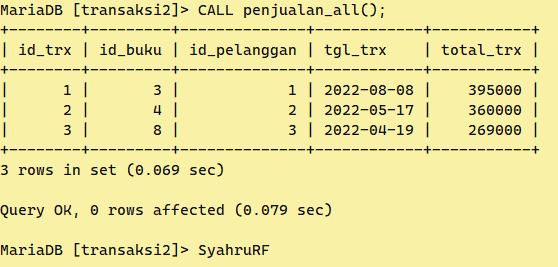 MariaDB [transaksi2]> CALL penjualan_all();
+--------+---------+--------------+------------+-----------+
| id_trx | id_buku | id_pelanggan | tgl_trx    | total_trx |
+--------+---------+--------------+------------+-----------+
|      1 |       3 |            1 | 2022-08-08 |    395000 |
|      2 |       4 |            2 | 2022-05-17 |    360000 |
|      3 |       8 |            3 | 2022-04-19 |    269000 |
+--------+---------+--------------+------------+-----------+
3 rows in set (0.069 sec)
Query OK, 0 rows affected (0.079 sec)
MariaDB [transaksi2]> SyahruRF